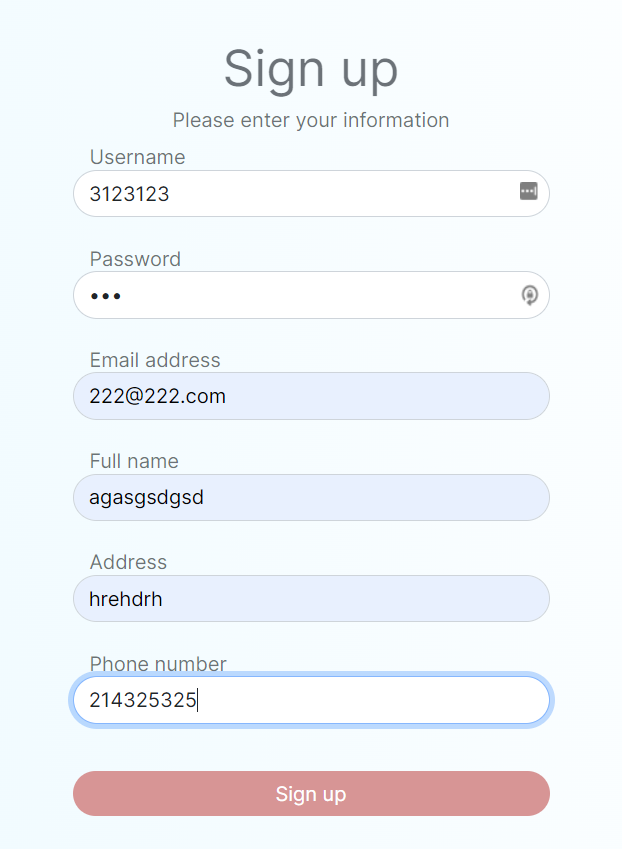 Sign up
Please enter your information
Username
3123123
Password
•••
Email address
222@222.com
Full name
agasgsdgsd
Address
hrehdrh
Phone number
214325325
Sign up